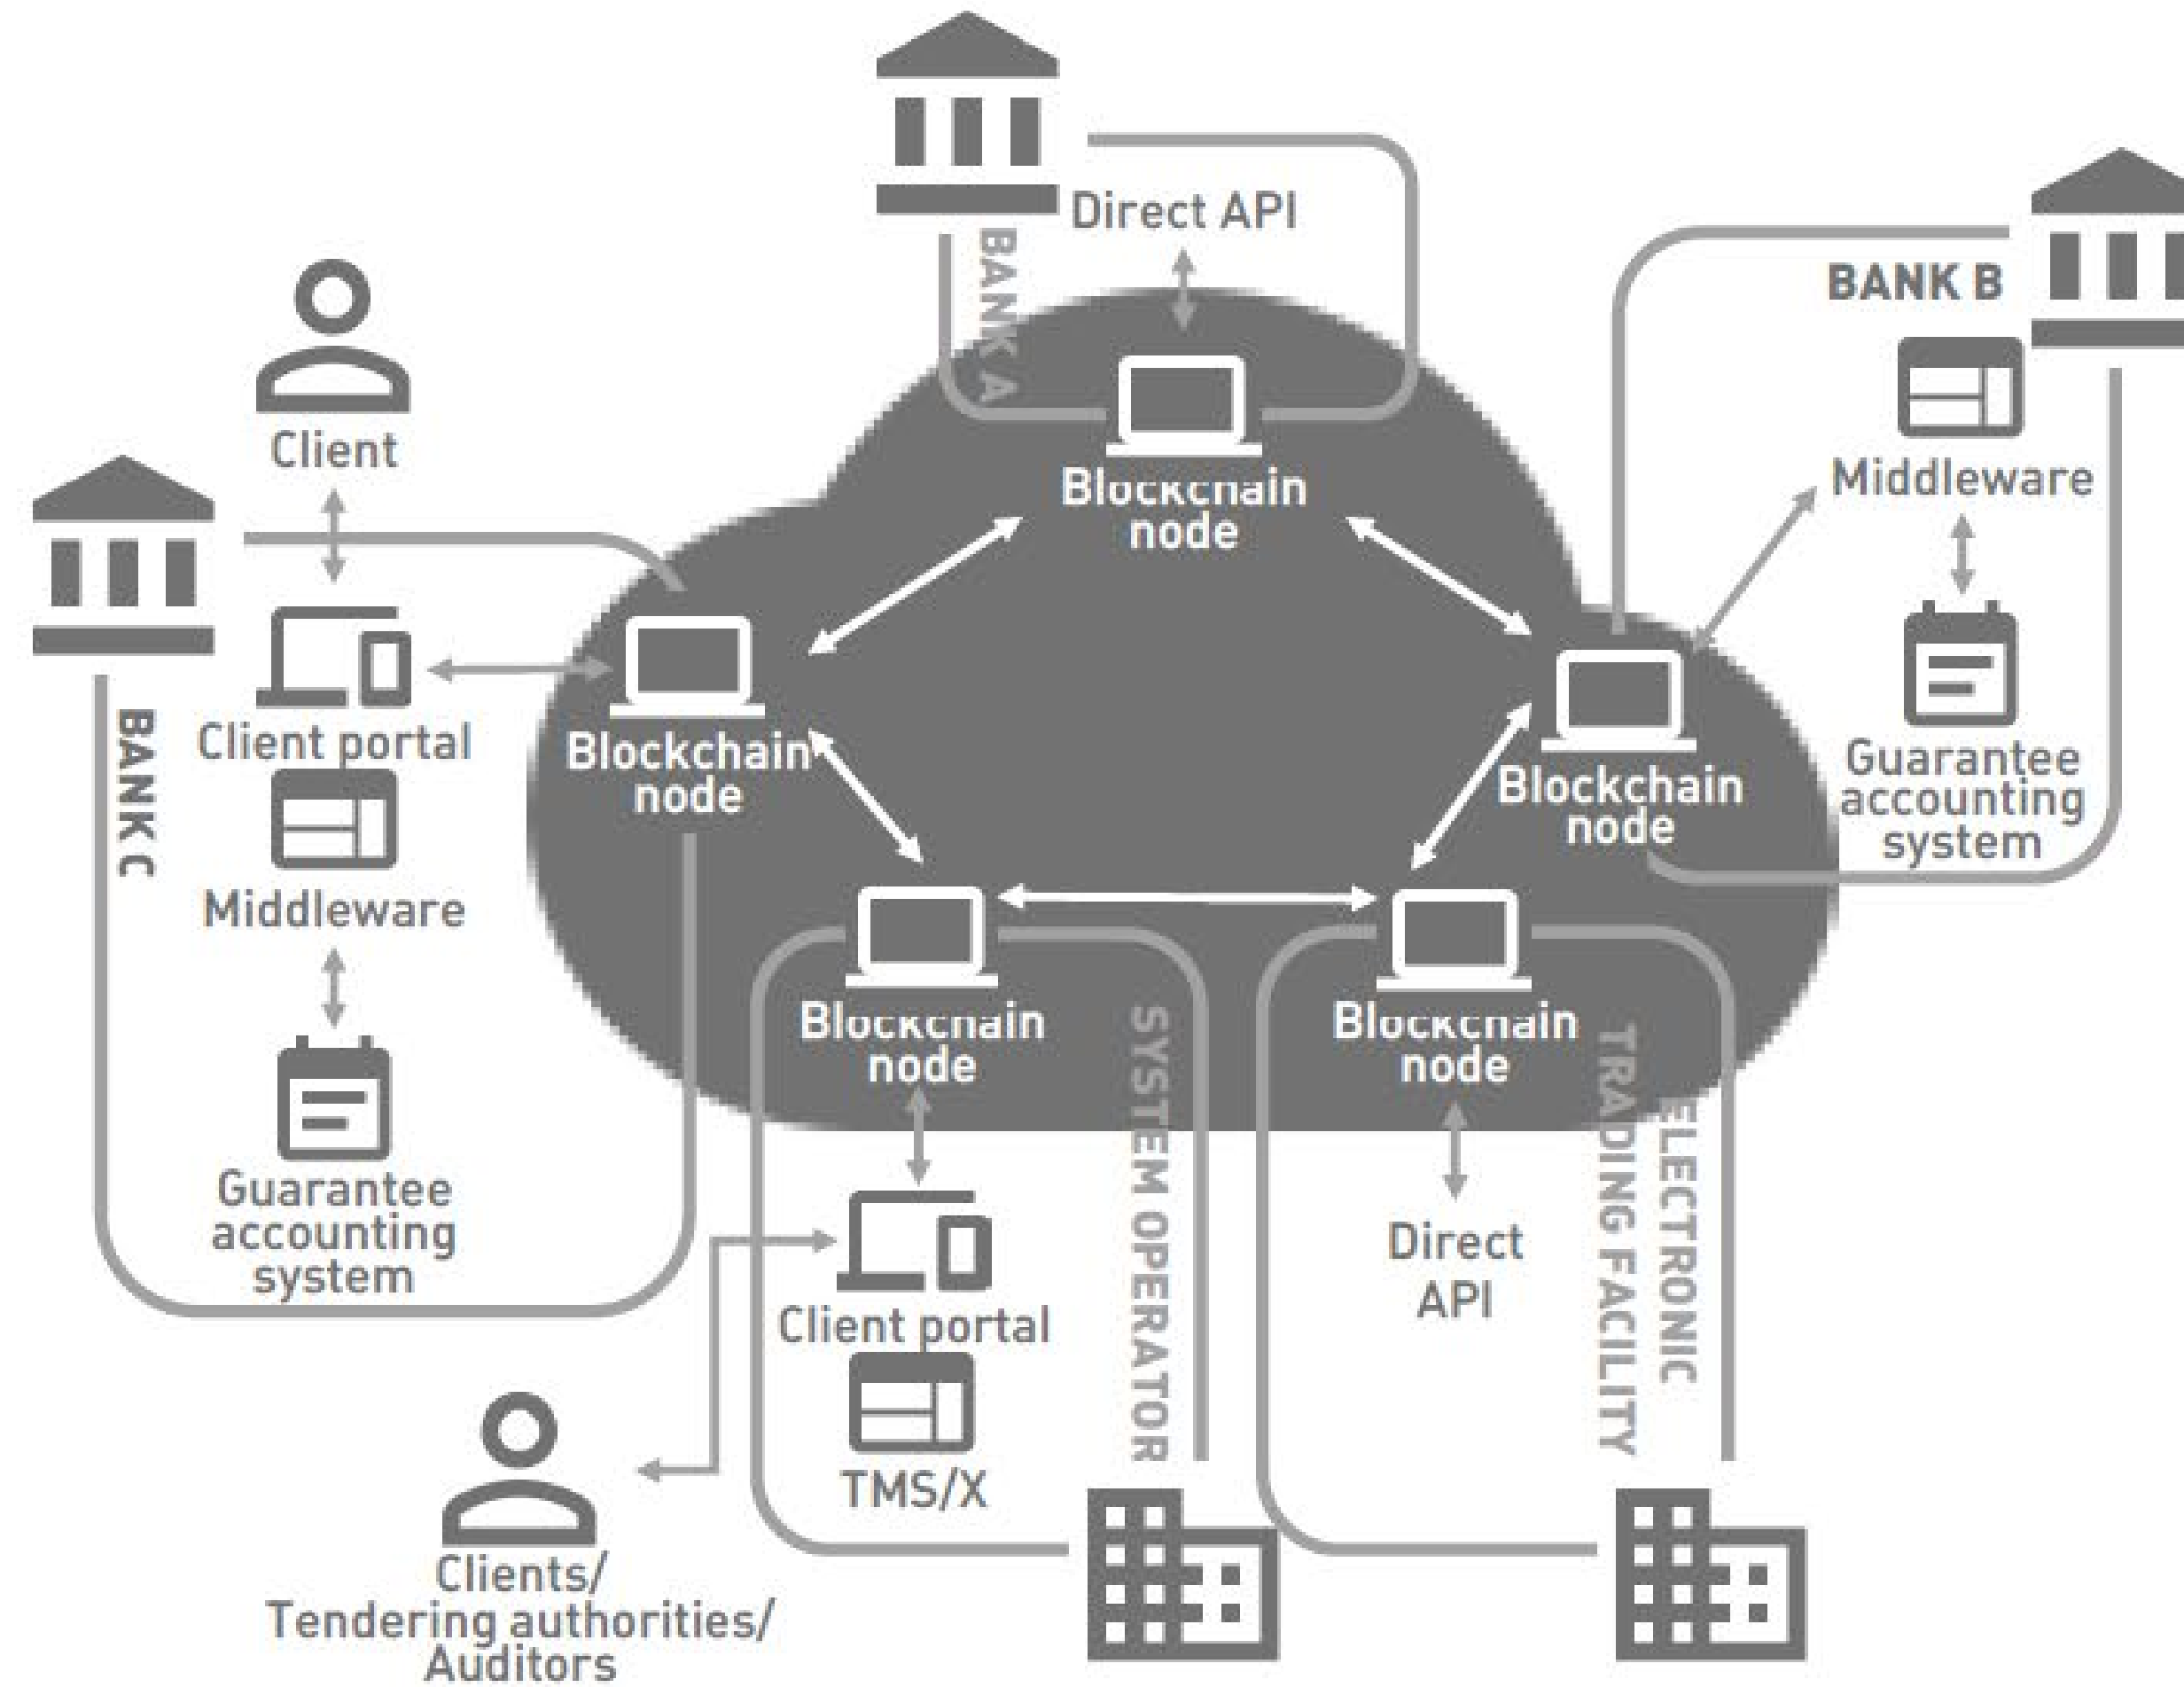 Direct API
BANK A
BANK B
Client
Blockchain
node
Middleware
Client portal
BANK C
Blockchain
node
Blockchain
node
Guarantee
accounting
system
Middleware
Blockchain
node
Blockchain
node
SYSTEM OPERATOR
ELECTRONIC
TRADING FACILITY
Guarantee
accounting
system
Direct
API
Client portal
TMS/X
Clients/
Tendering authorities/
Auditors